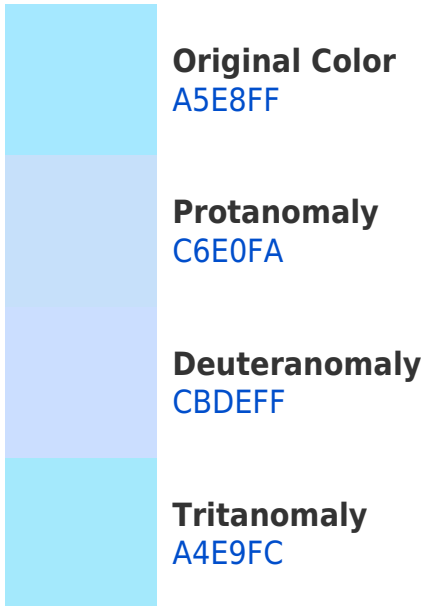 Original Color
A5E8FF
Protanomaly
C6E0FA
Deuteranomaly
CBDEFF
Tritanomaly
A4E9FC